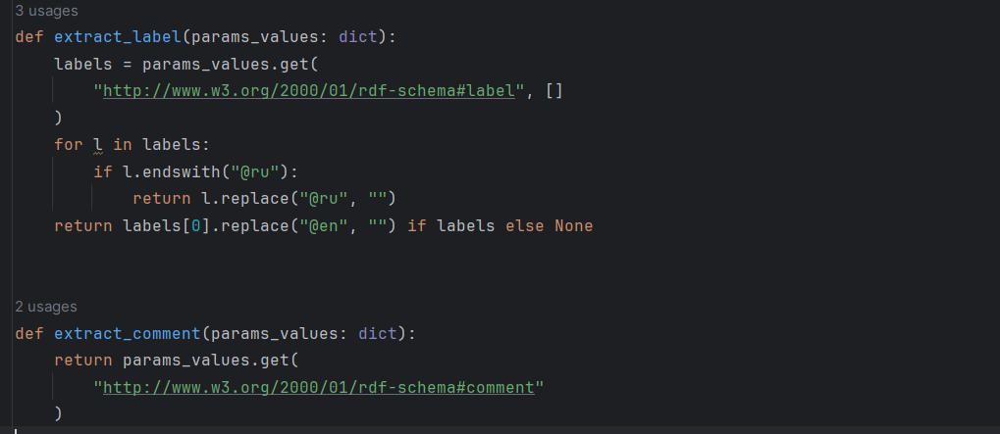 3 usages
def extract_label(params_values: dict):
    labels = params_values.get(
        "http://www.w3.org/2000/01/rdf-schema#label", []
    )
    for l in labels:
        if l.endswith("@ru"):
            return l.replace("@ru", "")
    return labels[0].replace("@en", "") if labels else None
2 usages
def extract_comment(params_values: dict):
    return params_values.get(
        "http://www.w3.org/2000/01/rdf-schema#comment"
    )